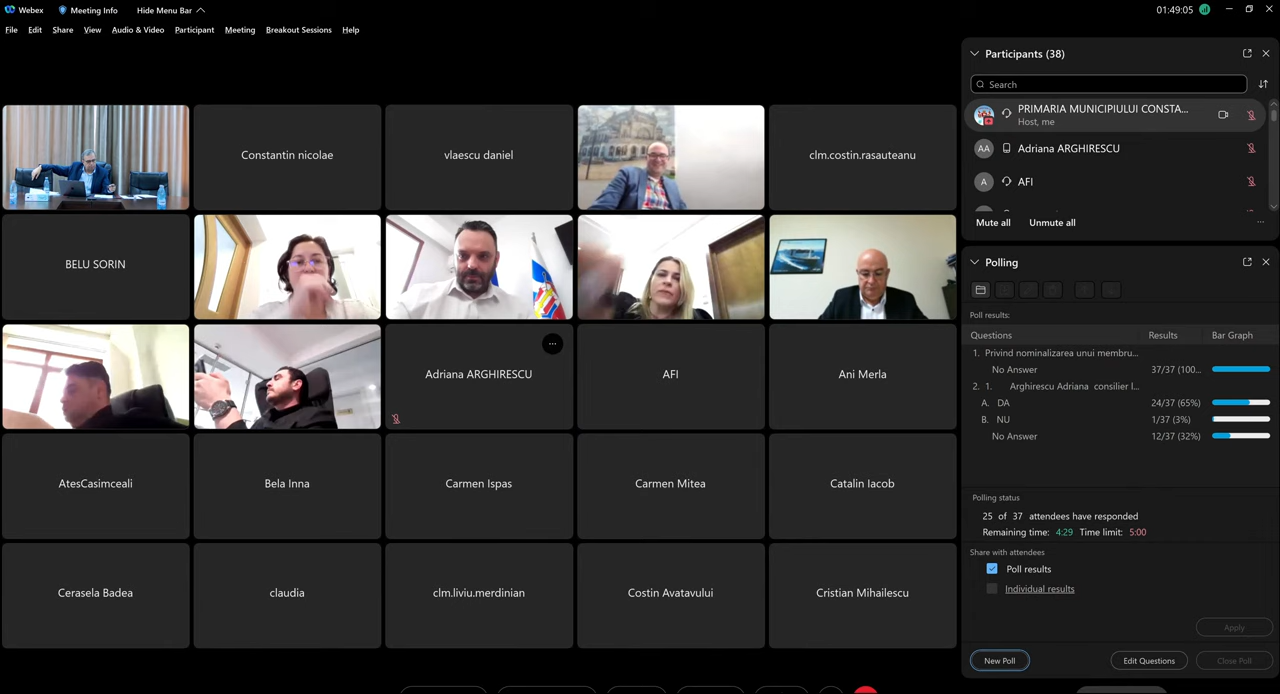 Webex
Meeting Info
Hide Menu Bar
01:49:05
File Edit Share View Audio & Video Participant Meeting Breakout Sessions Help
Constantin nicolae
vlaescu daniel
clm.costin.rasauteanu
BELU SORIN
Adriana ARGHIRESCU
AFI
Ani Merla
AtesCasimceali
Bela Inna
Carmen Ispas
Carmen Mitea
Catalin Iacob
Cerasela Badea
claudia
clm.liviu.merdinian
Costin Avatavului
Cristian Mihailescu
Participants (38)
Search
PRIMARIA MUNICIPIULUI CONSTA...
Host, me
AA Adriana ARGHIRESCU
A AFI
Mute all Unmute all
Polling
Poll results:
Questions Results Bar Graph
1. Privind nominalizarea unui membru...
No Answer 37/37 (100...
2. 1. Arghirescu Adriana consilier l...
A. DA 24/37 (65%)
B. NU 1/37 (3%)
No Answer 12/37 (32%)
Polling status
25 of 37 attendees have responded
Remaining time: 4:29 Time limit: 5:00
Share with attendees
Poll results
Individual results
Apply
New Poll Edit Questions Close Poll